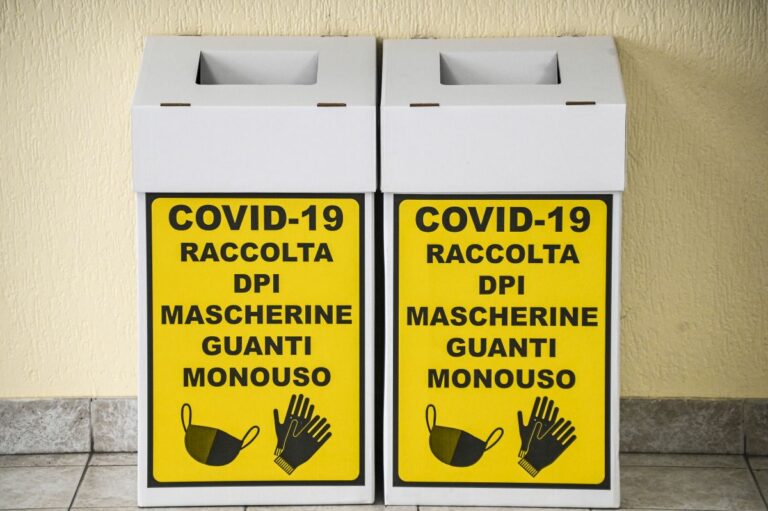 COVID-19
RACCOLTA
DPI
MASCHERINE
GUANTI
MONOUSO
COVID-19
RACCOLTA
DPI
MASCHERINE
GUANTI
MONOUSO